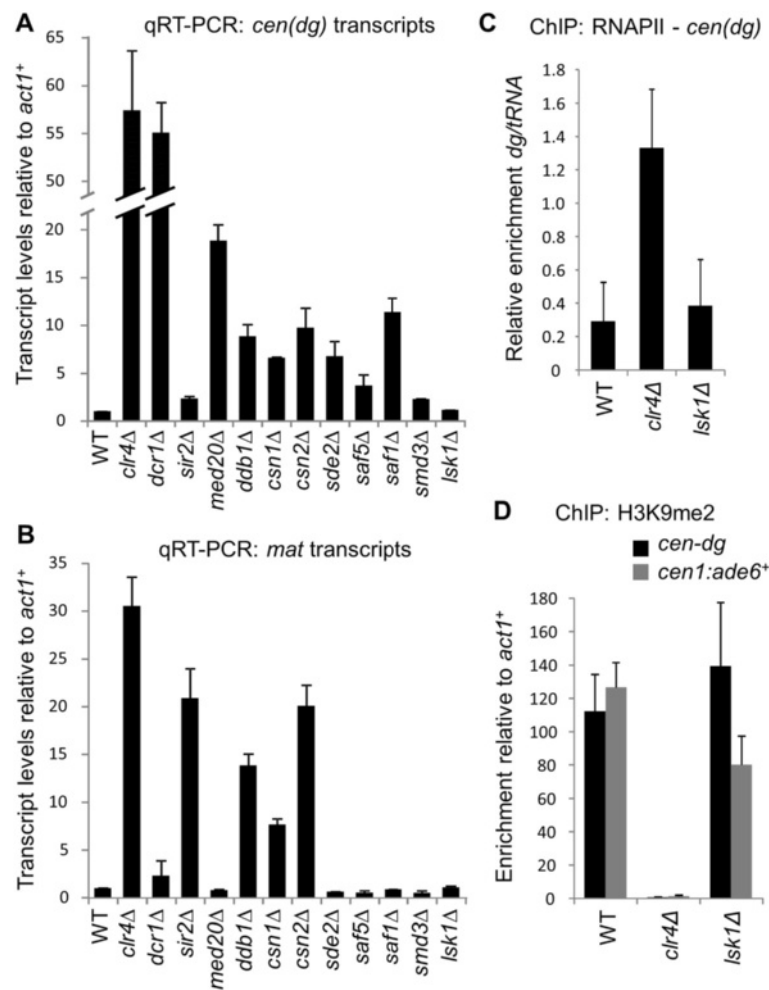 A
qRT-PCR: cen(dg) transcripts
Transcript levels relative to act1+
65
60
55
50
20
15
10
5
0
WT
clr4Δ
dcr1Δ
sir2Δ
med20Δ
ddb1Δ
csn1Δ
csn2Δ
sde2Δ
saf5Δ
saf1Δ
smd3Δ
lsk1Δ
B
qRT-PCR: mat transcripts
Transcript levels relative to act1+
35
30
25
20
15
10
5
0
WT
clr4Δ
dcr1Δ
sir2Δ
med20Δ
ddb1Δ
csn1Δ
csn2Δ
sde2Δ
saf5Δ
saf1Δ
smd3Δ
lsk1Δ
C
ChIP: RNAPII - cen(dg)
Relative enrichment dg/tRNA
1.8
1.6
1.4
1.2
1.0
0.8
0.6
0.4
0.2
0
WT
clr4Δ
lsk1Δ
D
ChIP: H3K9me2
cen-dg
cen1:ade6+
Enrichment relative to act1+
180
160
140
120
100
80
60
40
20
0
WT
clr4Δ
lsk1Δ